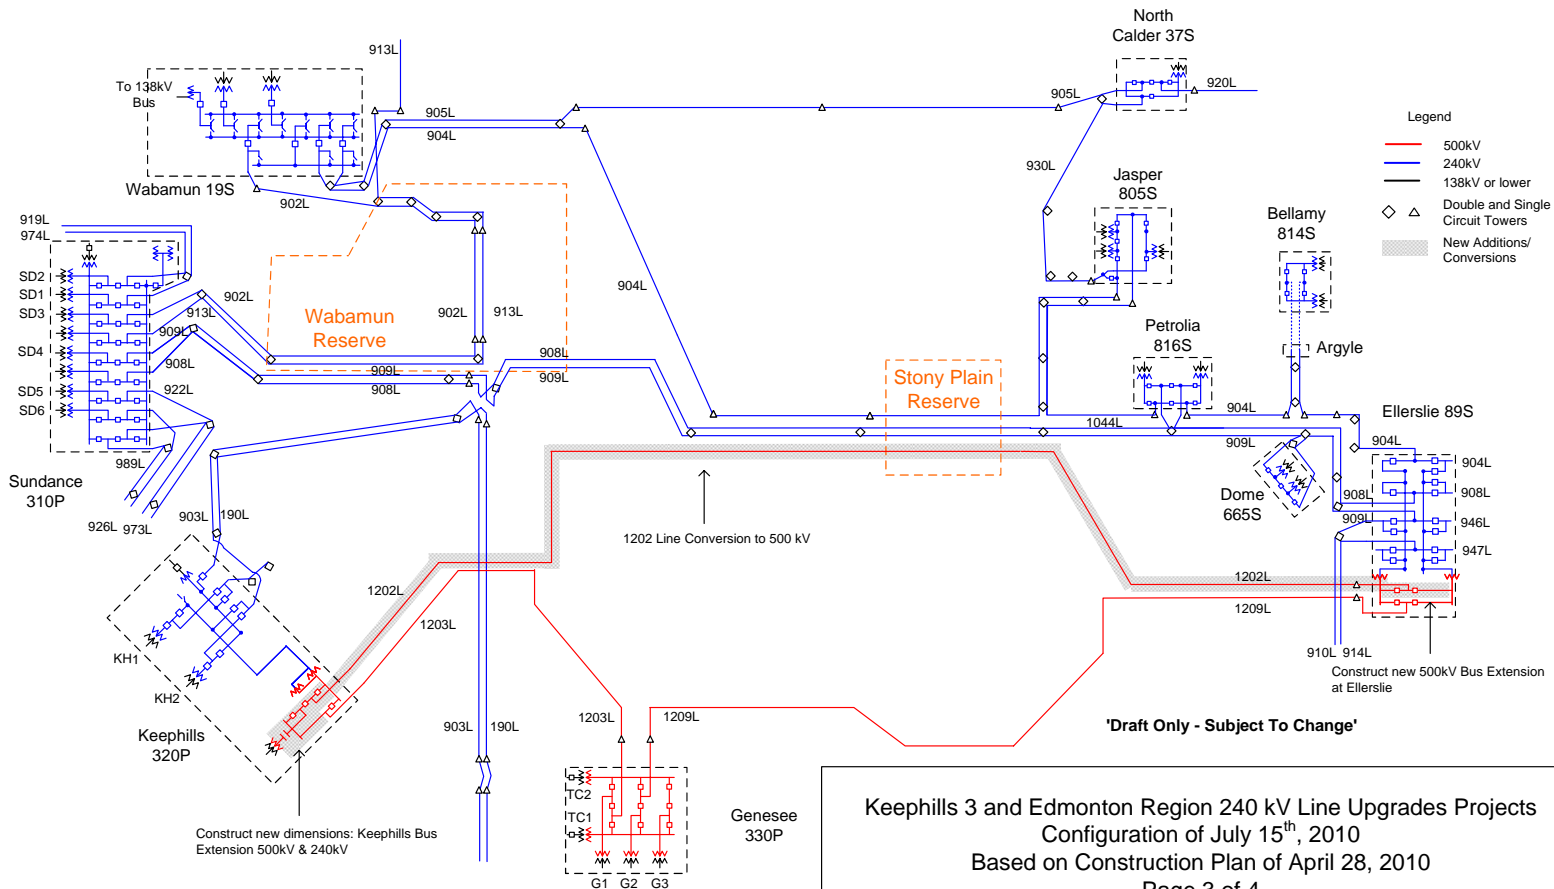 North
Calder 37S
913L
To 138kV
Bus
905L
904L
905L
920L
Legend
500kV
240kV
138kV or lower
Double and Single
Circuit Towers
New Additions/
Conversions
930L
Jasper
805S
Bellamy
814S
Wabamun 19S
902L
919L
974L
SD2
SD1
SD3
SD4
SD5
SD6
902L
913L
909L
908L
922L
Wabamun
Reserve
902L
913L
904L
909L
908L
908L
909L
Stony Plain
Reserve
Petrolia
816S
Argyle
904L
1044L
909L
Ellerslie 89S
904L
904L
908L
946L
947L
908L
909L
Dome
665S
Sundance
310P
989L
926L
973L
903L
190L
1202 Line Conversion to 500 kV
1202L
1203L
1202L
1209L
910L
914L
Construct new 500kV Bus Extension
at Ellerslie
KH1
KH2
Keephills
320P
903L
190L
1203L
1209L
'Draft Only - Subject To Change'
TC2
TC1
Genesee
330P
G1
G2
G3
Construct new dimensions: Keephills Bus
Extension 500kV & 240kV
Keephills 3 and Edmonton Region 240 kV Line Upgrades Projects
Configuration of July 15th, 2010
Based on Construction Plan of April 28, 2010
Page 3 of 4